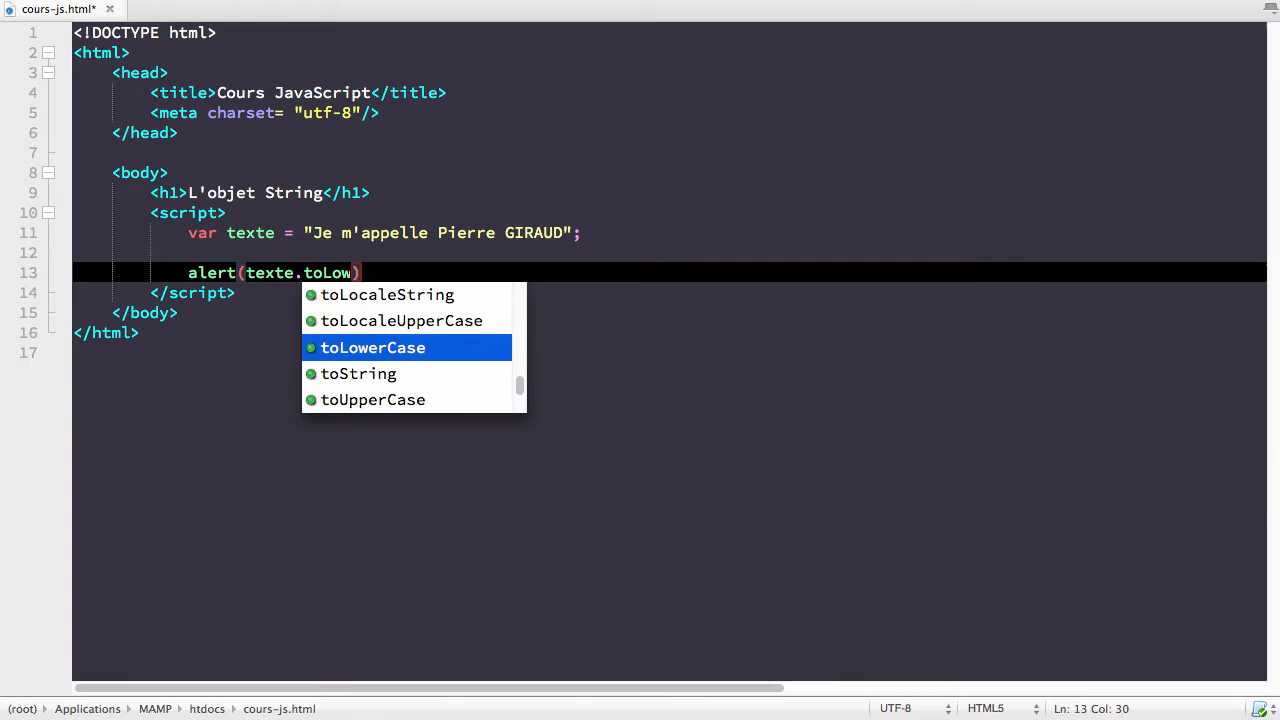 cours-js.html*
1 <!DOCTYPE html>
2 <html>
3 <head>
4 <title>Cours JavaScript</title>
5 <meta charset= "utf-8"/>
6 </head>
7
8 <body>
9 <h1>L'objet String</h1>
10 <script>
11 var texte = "Je m'appelle Pierre GIRAUD";
12
13 alert(texte.toLow)
14 </script>
15 </body>
16 </html>
17
toLocaleString
toLocaleUpperCase
toLowerCase
toString
toUpperCase
(root) Applications MAMP htdocs cours-js.html UTF-8 HTML5 Ln: 13 Col: 30